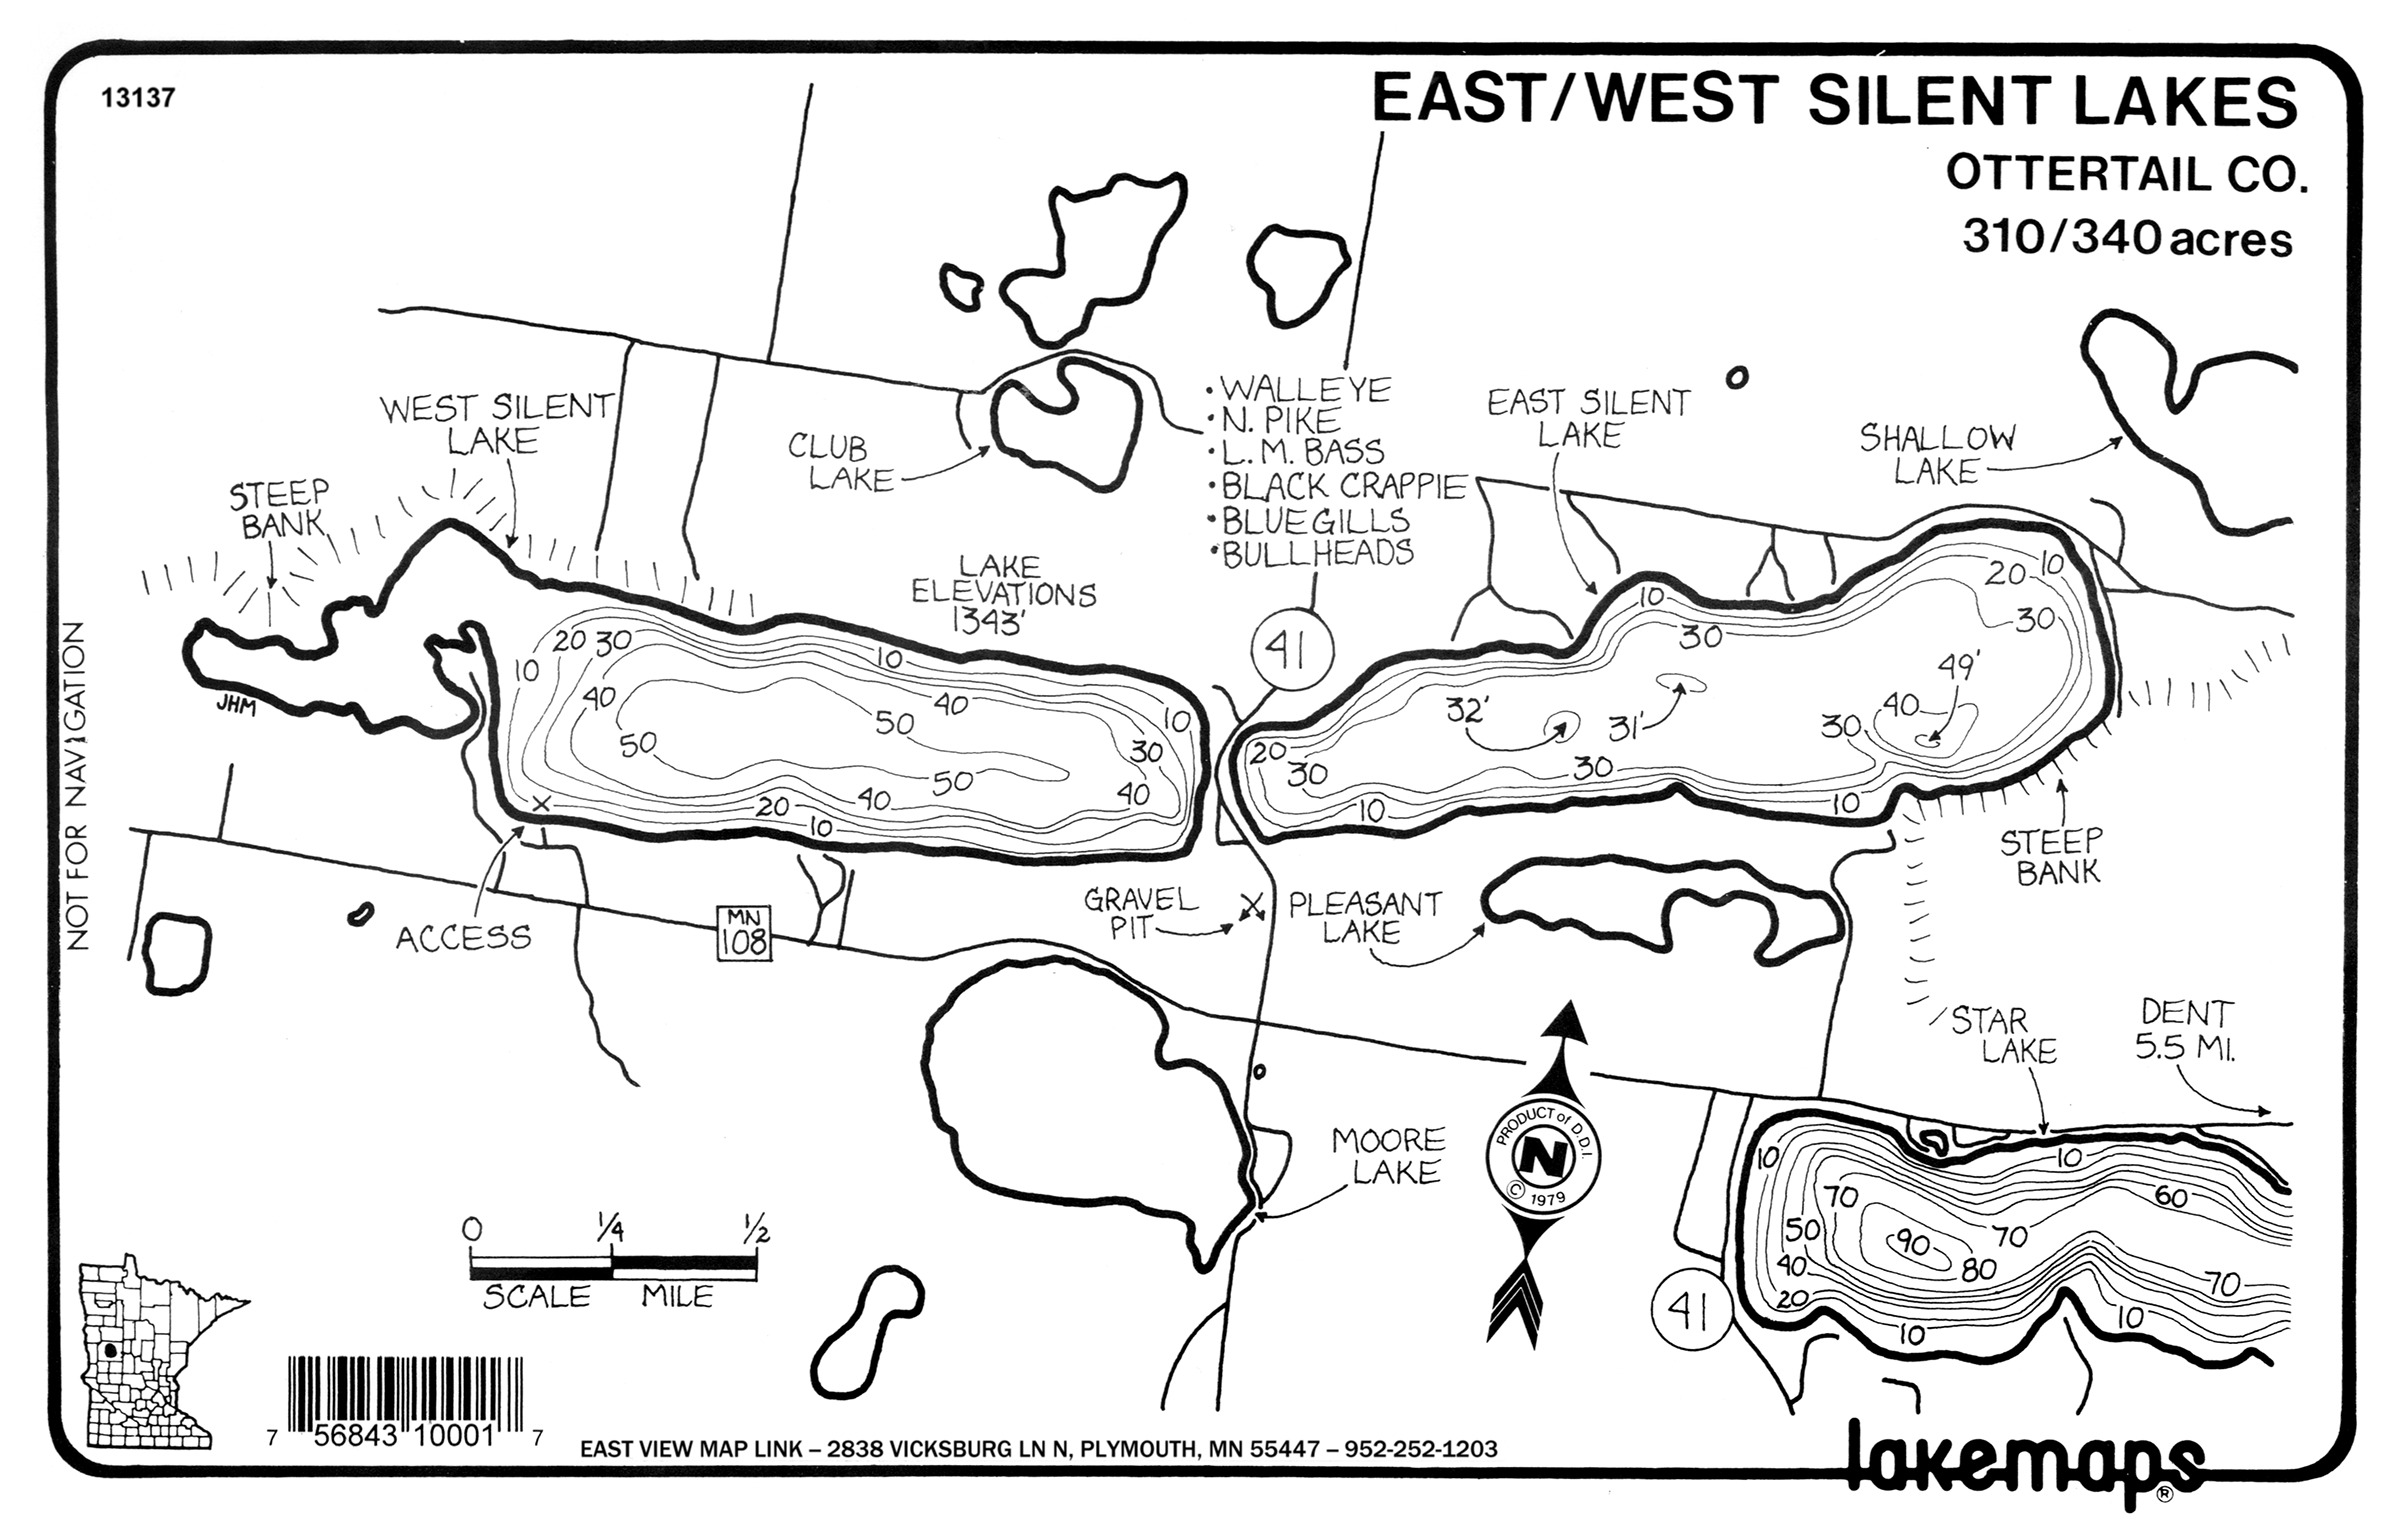 13137
EAST/WEST SILENT LAKES
OTTERTAIL CO.
310/340 acres
WEST SILENT
LAKE
STEEP
BANK
CLUB
LAKE
•WALLEYE
•N. PIKE
•L.M. BASS
•BLACK CRAPPIE
•BLUEGILLS
•BULLHEADS
EAST SILENT
LAKE
SHALLOW
LAKE
LAKE
ELEVATIONS
1343'
41
JHM
10
20
30
40
50
50
50
40
10
10
30
40
40
20
10
10
30
20
10
30
49'
40
30
32'
31'
20
30
30
10
10
STEEP
BANK
NOT FOR NAVIGATION
ACCESS
MN
108
GRAVEL
PIT
PLEASANT
LAKE
STAR
LAKE
DENT
5.5 MI.
MOORE
LAKE
PRODUCT of D.D.I.
N
© 1979
10
10
70
60
50
90
70
40
80
70
20
10
10
41
0 1/4 1/2
SCALE MILE
7 56843 10001 7
EAST VIEW MAP LINK – 2838 VICKSBURG LN N, PLYMOUTH, MN 55447 – 952-252-1203
lakemaps®